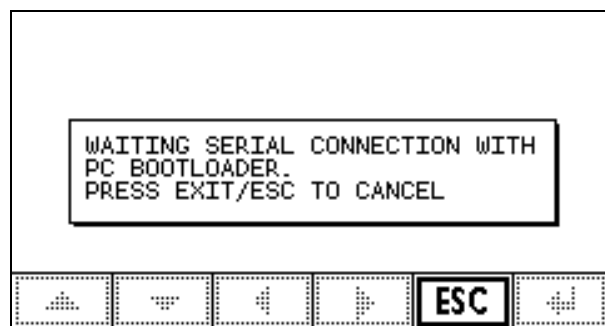 WAITING SERIAL CONNECTION WITH
PC BOOTLOADER.
PRESS EXIT/ESC TO CANCEL
ESC